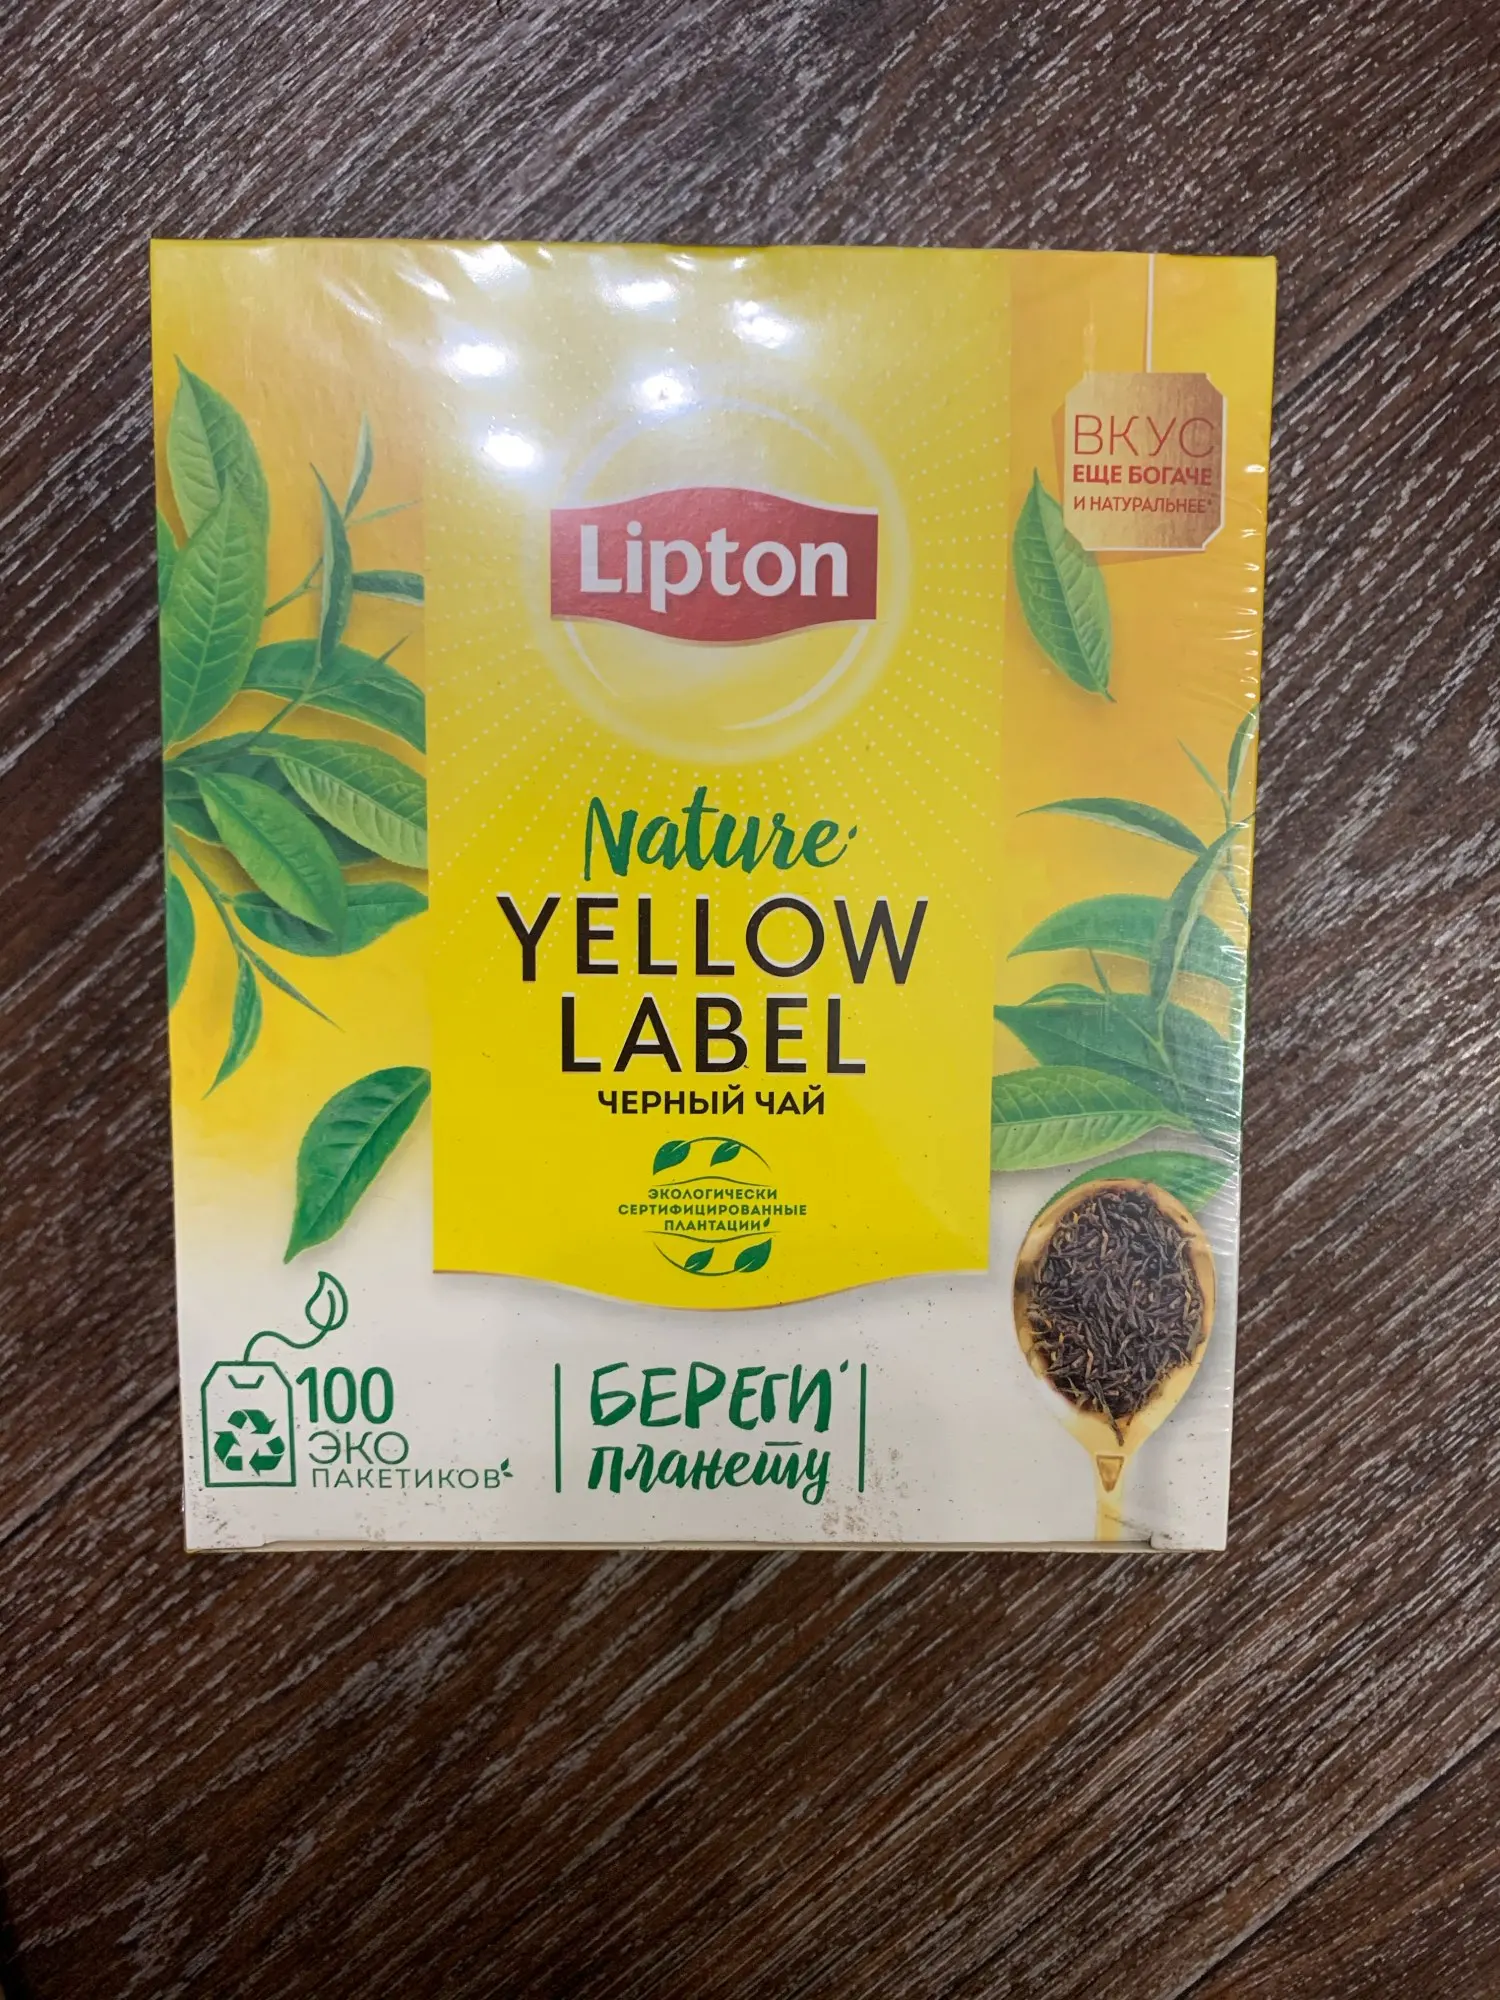 ВКУС
ЕЩЕ БОГАЧЕ
И НАТУРАЛЬНЕЕ*
Lipton
Nature
YELLOW
LABEL
ЧЕРНЫЙ ЧАЙ
ЭКОЛОГИЧЕСКИ
СЕРТИФИЦИРОВАННЫЕ
ПЛАНТАЦИИ
100
ЭКО
ПАКЕТИКОВ
БЕРЕГИ
планету